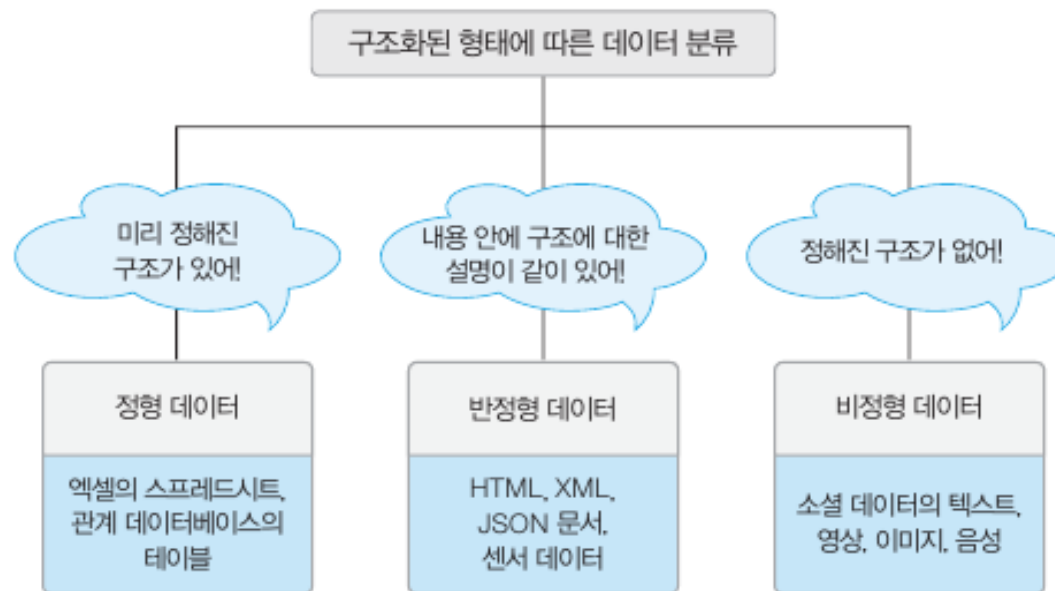 구조화된 형태에 따른 데이터 분류
미리 정해진
구조가 있어!
내용 안에 구조에 대한
설명이 같이 있어!
정해진 구조가 없어!
정형 데이터
엑셀의 스프레드시트,
관계 데이터베이스의
테이블
반정형 데이터
HTML, XML,
JSON 문서,
센서 데이터
비정형 데이터
소셜 데이터의 텍스트,
영상, 이미지, 음성